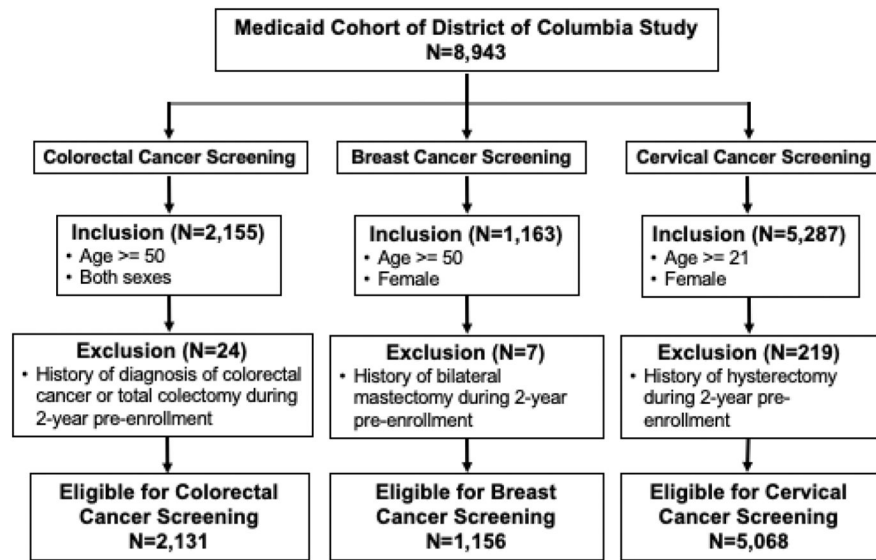 Medicaid Cohort of District of Columbia Study
N=8,943
Colorectal Cancer Screening
Breast Cancer Screening
Cervical Cancer Screening
Inclusion (N=2,155)
• Age >= 50
• Both sexes
Inclusion (N=1,163)
• Age >= 50
• Female
Inclusion (N=5,287)
• Age >= 21
• Female
Exclusion (N=24)
• History of diagnosis of colorectal
cancer or total colectomy during
2-year pre-enrollment
Exclusion (N=7)
• History of bilateral
mastectomy during 2-year
pre-enrollment
Exclusion (N=219)
• History of hysterectomy
during 2-year pre-
enrollment
Eligible for Colorectal
Cancer Screening
N=2,131
Eligible for Breast
Cancer Screening
N=1,156
Eligible for Cervical
Cancer Screening
N=5,068